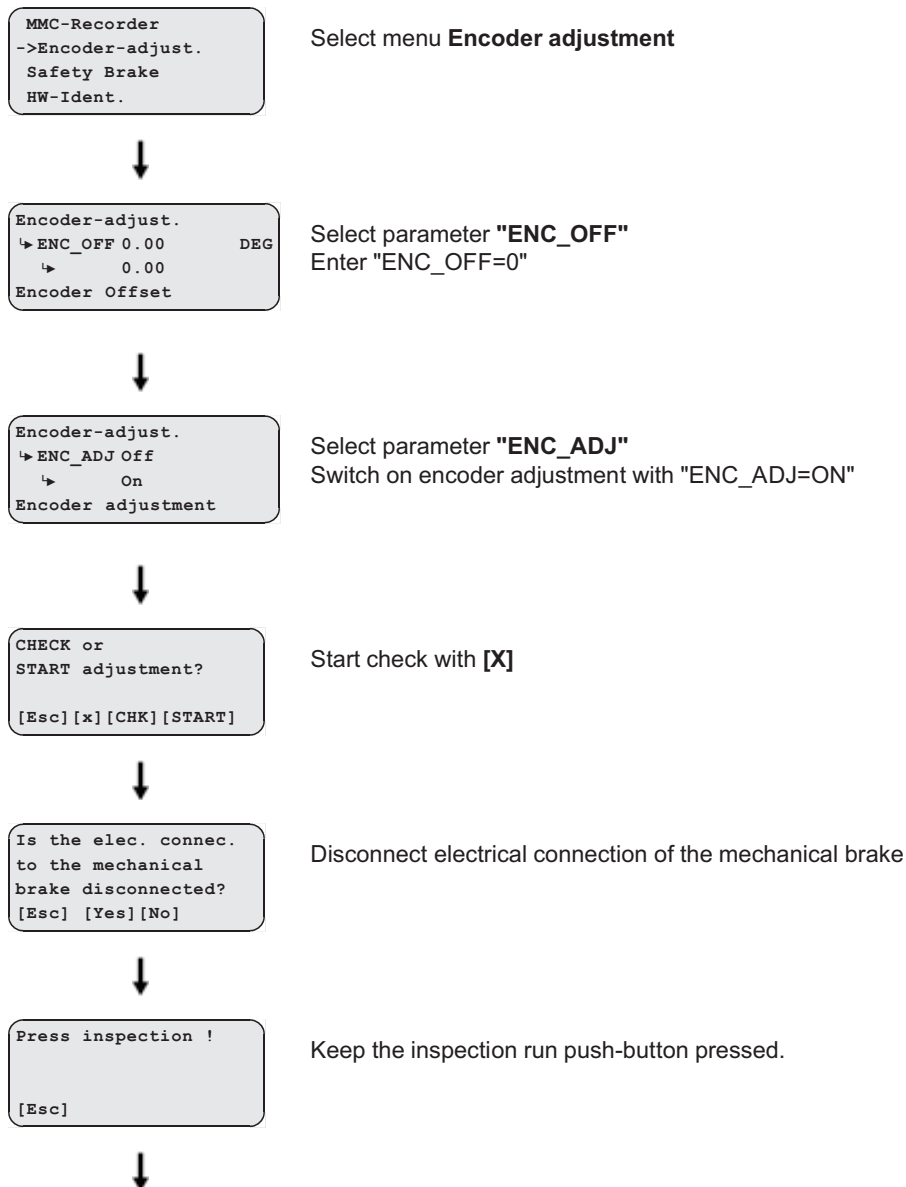 MMC-Recorder
->Encoder-adjust.
Safety Brake
HW-Ident.
Select menu Encoder adjustment
Encoder-adjust.
↳ ENC_OFF 0.00 DEG
↳ 0.00
Encoder Offset
Select parameter "ENC_OFF"
Enter "ENC_OFF=0"
Encoder-adjust.
↳ ENC_ADJ Off
↳ On
Encoder adjustment
Select parameter "ENC_ADJ"
Switch on encoder adjustment with "ENC_ADJ=ON"
CHECK or
START adjustment?
[Esc][x][CHK][START]
Start check with [X]
Is the elec. connec.
to the mechanical
brake disconnected?
[Esc] [Yes][No]
Disconnect electrical connection of the mechanical brake
Press inspection !
[Esc]
Keep the inspection run push-button pressed.